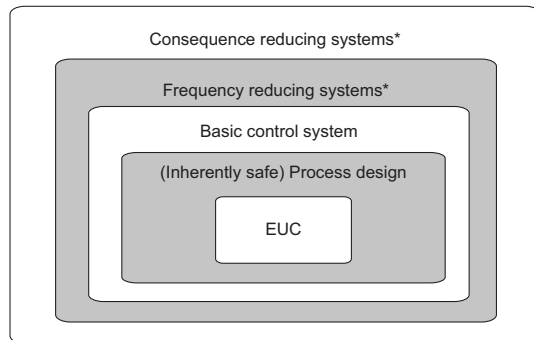 Consequence reducing systems*
Frequency reducing systems*
Basic control system
(Inherently safe) Process design
EUC